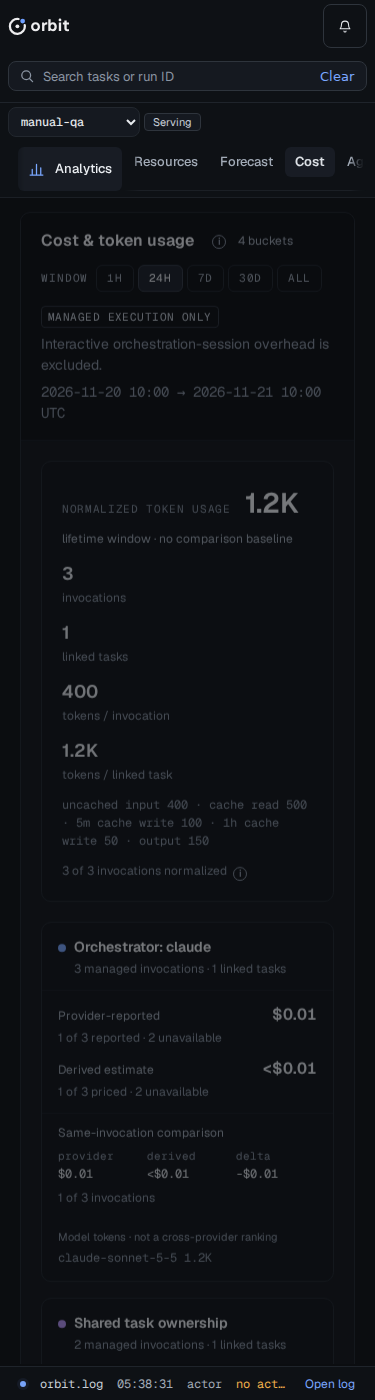 orbit
Search tasks or run ID Clear
manual-qa Serving
Analytics Resources Forecast Cost Ag
Cost & token usage 4 buckets
WINDOW 1H 24H 7D 30D ALL
MANAGED EXECUTION ONLY
Interactive orchestration-session overhead is
excluded.
2026-11-20 10:00 → 2026-11-21 10:00
UTC
NORMALIZED TOKEN USAGE 1.2K
lifetime window · no comparison baseline
3
invocations
1
linked tasks
400
tokens / invocation
1.2K
tokens / linked task
uncached input 400 · cache read 500
· 5m cache write 100 · 1h cache
write 50 · output 150
3 of 3 invocations normalized
Orchestrator: claude
3 managed invocations · 1 linked tasks
Provider-reported $0.01
1 of 3 reported · 2 unavailable
Derived estimate <$0.01
1 of 3 priced · 2 unavailable
Same-invocation comparison
provider derived delta
$0.01 <$0.01 -$0.01
1 of 3 invocations
Model tokens · not a cross-provider ranking
claude-sonnet-5-5 1.2K
Shared task ownership
2 managed invocations · 1 linked tasks
orbit.log 05:38:31 actor no act… Open log